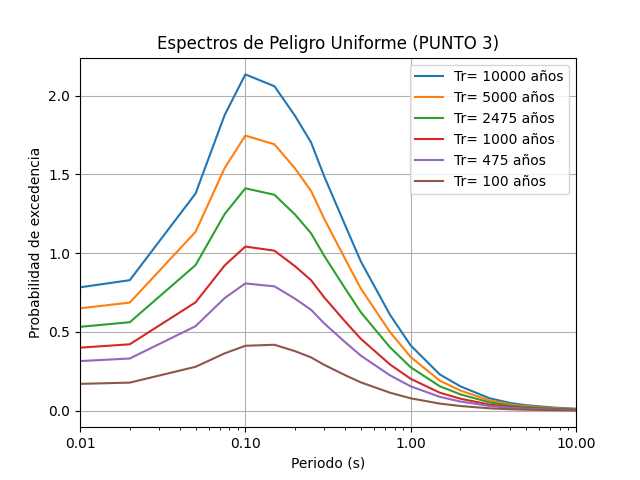 Espectros de Peligro Uniforme (PUNTO 3)
Tr= 10000 años
Tr= 5000 años
Tr= 2475 años
Tr= 1000 años
Tr= 475 años
Tr= 100 años
Probabilidad de excedencia
2.0
1.5
1.0
0.5
0.0
0.01 0.10 1.00 10.00
Periodo (s)